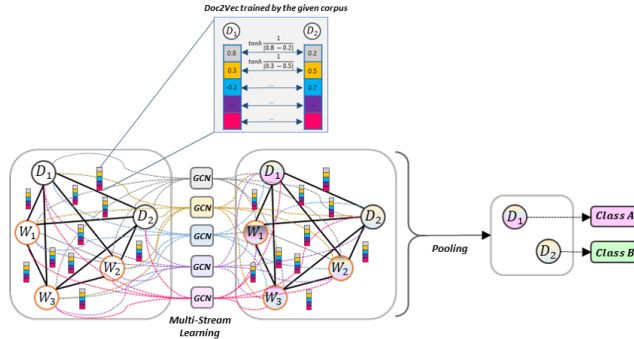 Doc2Vec trained by the given corpus
D₁ D₂
tanh 1/|0.8 − 0.2|
0.8 0.2
tanh 1/|0.3 − 0.5|
0.3 0.5
-0.2 ... 0.7
... ... ...
...
D₁ GCN D₁
D₂ GCN D₂
W₁ GCN W₁
W₂ GCN W₂
W₃ GCN W₃
Multi-Stream
Learning
Pooling
D₁ Class A
D₂ Class B